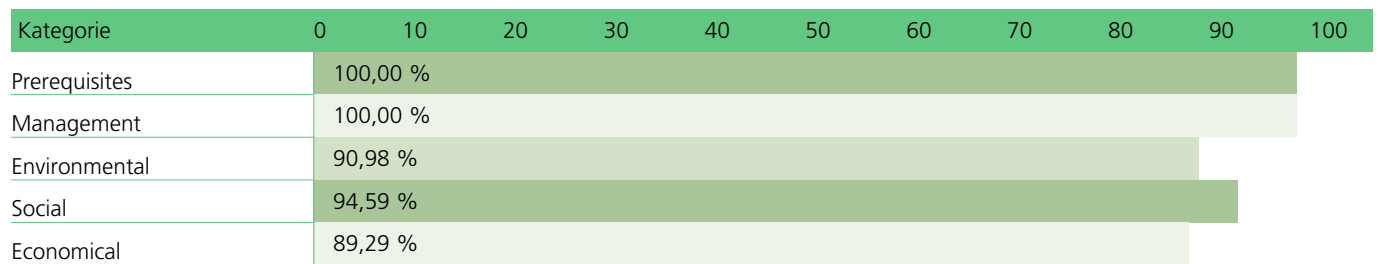 Kategorie 0 10 20 30 40 50 60 70 80 90 100
Prerequisites 100,00 %
Management 100,00 %
Environmental 90,98 %
Social 94,59 %
Economical 89,29 %